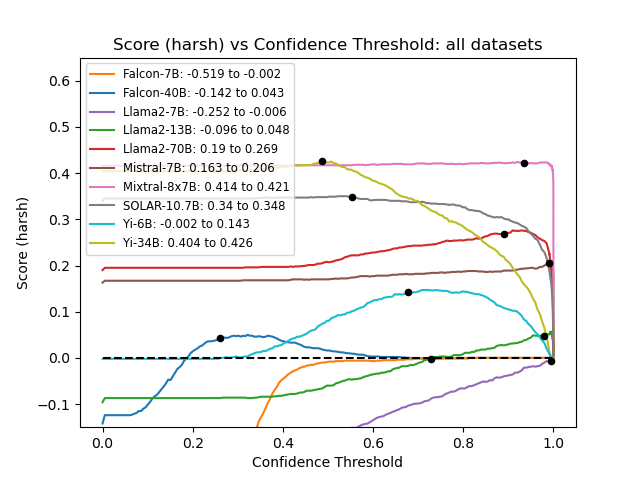 Score (harsh) vs Confidence Threshold: all datasets
Falcon-7B: -0.519 to -0.002
Falcon-40B: -0.142 to 0.043
Llama2-7B: -0.252 to -0.006
Llama2-13B: -0.096 to 0.048
Llama2-70B: 0.19 to 0.269
Mistral-7B: 0.163 to 0.206
Mixtral-8x7B: 0.414 to 0.421
SOLAR-10.7B: 0.34 to 0.348
Yi-6B: -0.002 to 0.143
Yi-34B: 0.404 to 0.426
Score (harsh)
0.6
0.5
0.4
0.3
0.2
0.1
0.0
−0.1
0.0 0.2 0.4 0.6 0.8 1.0
Confidence Threshold